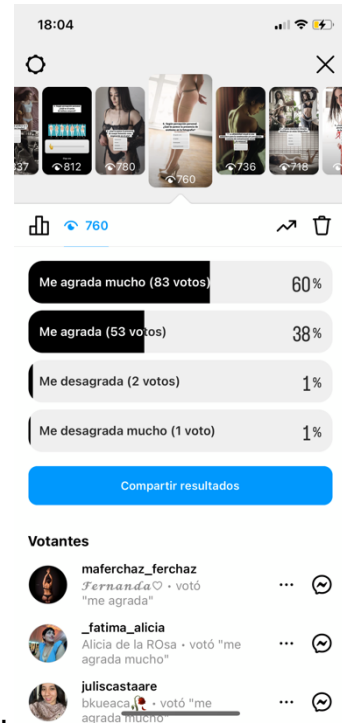 18:04
837
812
780
760
736
718
760
Me agrada mucho (83 votos) 60%
Me agrada (53 votos) 38%
Me desagrada (2 votos) 1%
Me desagrada mucho (1 voto) 1%
Compartir resultados
Votantes
maferchaz_ferchaz
𝓕𝓮𝓻𝓷𝓪𝓷𝓭𝓪♡ • votó
"me agrada"
_fatima_alicia
Alicia de la ROsa • votó "me
agrada mucho"
juliscastaare
bkueaca🥀 • votó "me
agrada mucho"
.